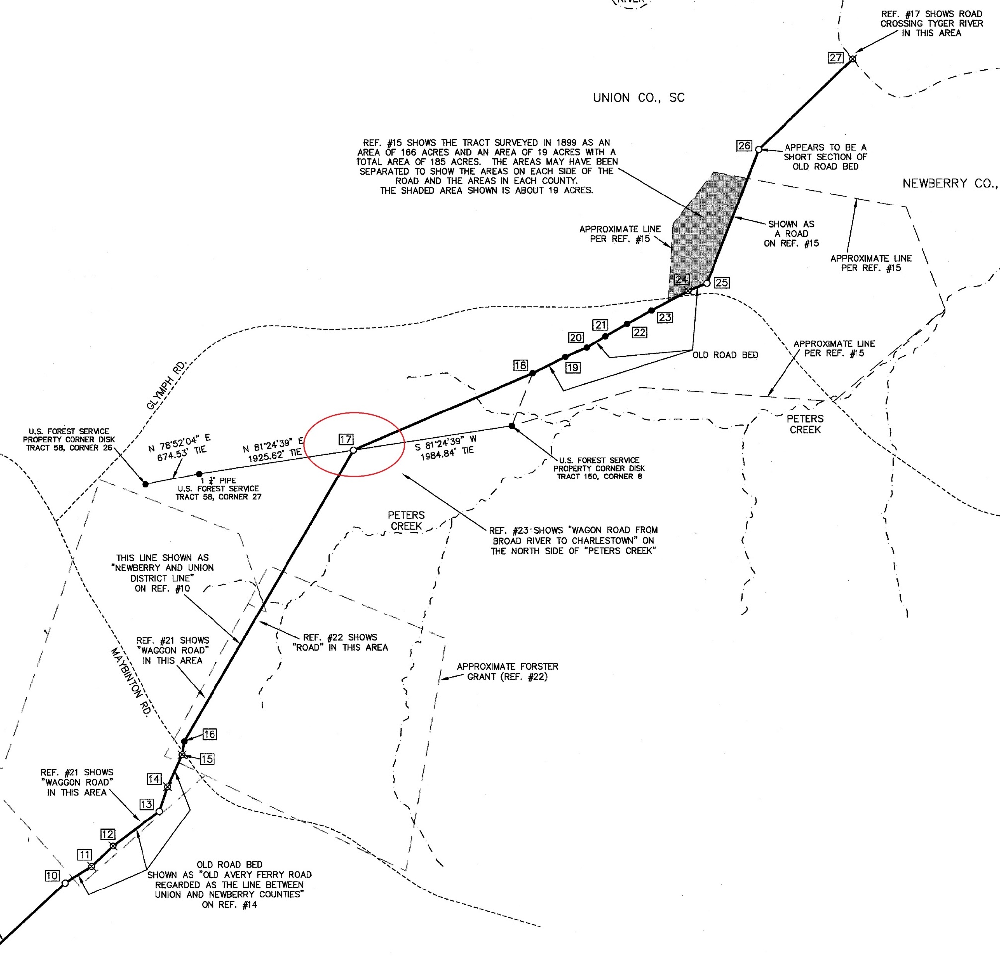 RIVER
REF. #17 SHOWS ROAD
CROSSING TYGER RIVER
IN THIS AREA
27
UNION CO., SC
REF. #15 SHOWS THE TRACT SURVEYED IN 1899 AS AN
AREA OF 166 ACRES AND AN AREA OF 19 ACRES WITH A
TOTAL AREA OF 185 ACRES. THE AREAS MAY HAVE BEEN
SEPARATED TO SHOW THE AREAS ON EACH SIDE OF THE
ROAD AND THE AREAS IN EACH COUNTY.
THE SHADED AREA SHOWN IS ABOUT 19 ACRES.
26
APPEARS TO BE A
SHORT SECTION OF
OLD ROAD BED
NEWBERRY CO.,
APPROXIMATE LINE
PER REF. #15
SHOWN AS
A ROAD
ON REF. #15
APPROXIMATE LINE
PER REF. #15
24
25
23
21
22
20
APPROXIMATE LINE
PER REF. #15
OLD ROAD BED
18
19
GLYMPH RD.
PETERS
CREEK
U.S. FOREST SERVICE
PROPERTY CORNER DISK
TRACT 58, CORNER 26
N 78°52'04" E
674.53' TIE
N 81°24'39" E
1925.62' TIE
17
S 81°24'39" W
1984.84' TIE
U.S. FOREST SERVICE
PROPERTY CORNER DISK
TRACT 150, CORNER 8
1 ¼" PIPE
U.S. FOREST SERVICE
TRACT 58, CORNER 27
PETERS
CREEK
REF. #23 SHOWS "WAGON ROAD FROM
BROAD RIVER TO CHARLESTOWN" ON
THE NORTH SIDE OF "PETERS CREEK"
THIS LINE SHOWN AS
"NEWBERRY AND UNION
DISTRICT LINE"
ON REF. #10
REF. #21 SHOWS
"WAGGON ROAD"
IN THIS AREA
REF. #22 SHOWS
"ROAD" IN THIS AREA
MAYBINTON RD.
APPROXIMATE FORSTER
GRANT (REF. #22)
16
15
REF. #21 SHOWS
"WAGGON ROAD"
IN THIS AREA
14
13
12
11
10
OLD ROAD BED
SHOWN AS "OLD AVERY FERRY ROAD
REGARDED AS THE LINE BETWEEN
UNION AND NEWBERRY COUNTIES"
ON REF. #14